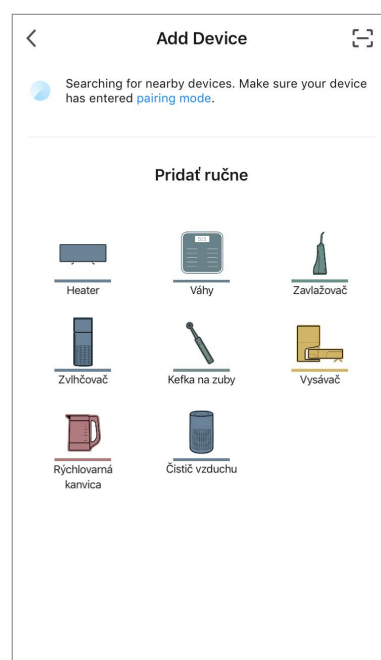 Add Device
Searching for nearby devices. Make sure your device
has entered pairing mode.
Pridať ručne
Heater
Váhy
Zavlažovač
Zvlhčovač
Kefka na zuby
Vysávač
Rýchlovarná
kanvica
Čistič vzduchu